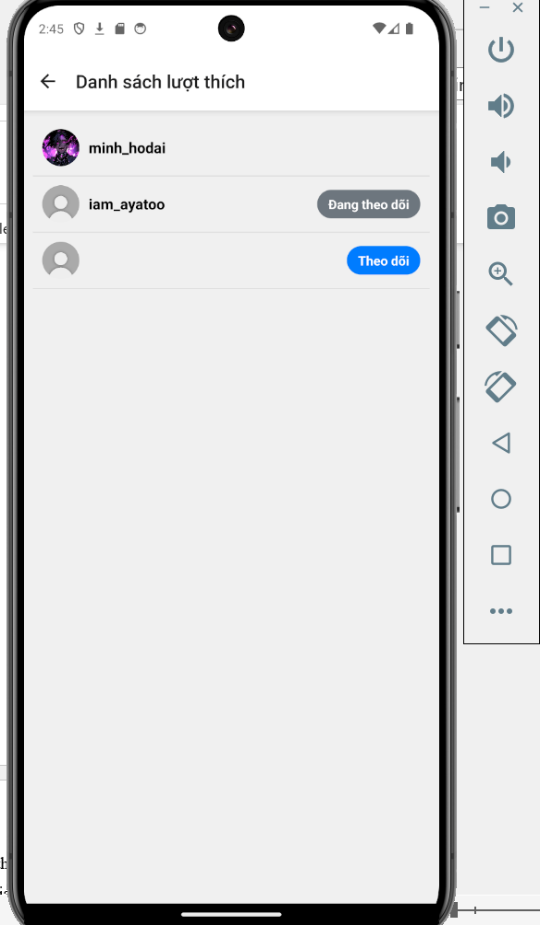 2:45
Danh sách lượt thích
minh_hodai
iam_ayatoo
Đang theo dõi
Theo dõi